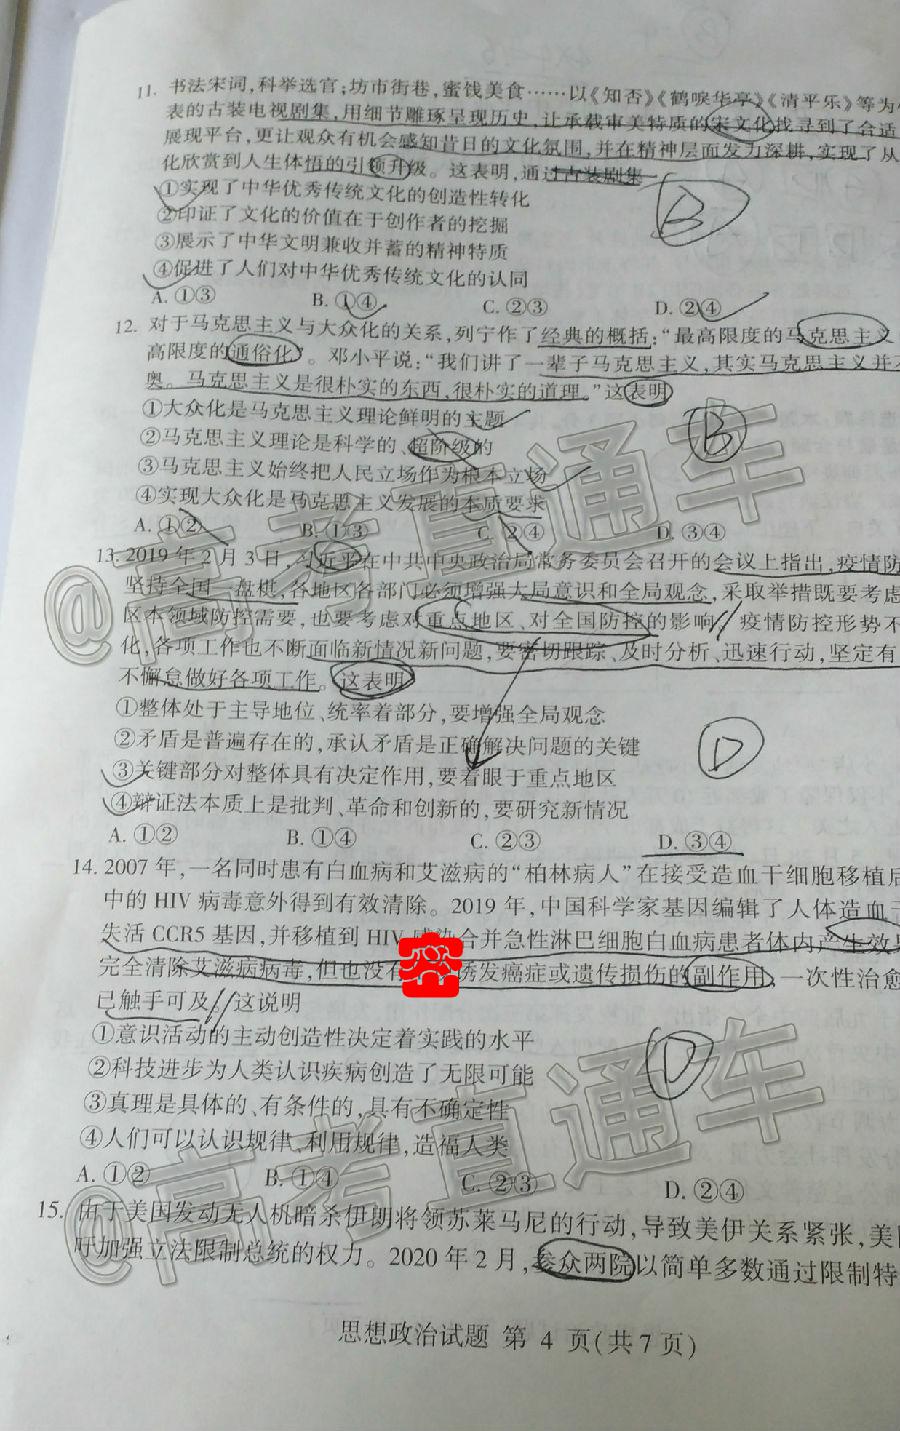 11. 书法宋词,科举选官;坊市街巷,蜜饯美食……以《知否》《鹤唳华亭》《清平乐》等为
表的古装电视剧集,用细节雕琢呈现历史,让承载审美特质的宋文化找寻到了合适
展现平台,更让观众有机会感知昔日的文化氛围,并在精神层面发力深耕,实现了从
化欣赏到人生体悟的引领升级。这表明,通过古装剧集
①实现了中华优秀传统文化的创造性转化
②印证了文化的价值在于创作者的挖掘
③展示了中华文明兼收并蓄的精神特质
④促进了人们对中华优秀传统文化的认同
A. ①③ B. ①④ C. ②③ D. ②④
B
12. 对于马克思主义与大众化的关系,列宁作了经典的概括:“最高限度的马克思主义
高限度的通俗化”。邓小平说:“我们讲了一辈子马克思主义,其实马克思主义并不
奥。马克思主义是很朴实的东西,很朴实的道理。”这表明
①大众化是马克思主义理论鲜明的主题
②马克思主义理论是科学的、超阶级的
③马克思主义始终把人民立场作为根本立场
④实现大众化是马克思主义发展的本质要求
A. ①② B. ①③ C. ②④ D. ③④
B
13. 2019年2月3日,习近平在中共中央政治局常务委员会召开的会议上指出,疫情防
坚持全国一盘棋,各地区各部门必须增强大局意识和全局观念,采取举措既要考虑
区本领域防控需要,也要考虑对重点地区、对全国防控的影响。疫情防控形势不
化,各项工作也不断面临新情况新问题,要密切跟踪、及时分析、迅速行动,坚定有
不懈怠做好各项工作。这表明
①整体处于主导地位、统率着部分,要增强全局观念
②矛盾是普遍存在的,承认矛盾是正确解决问题的关键
③关键部分对整体具有决定作用,要着眼于重点地区
④辩证法本质上是批判、革命和创新的,要研究新情况
A. ①② B. ①④ C. ②③ D. ③④
D
14. 2007年,一名同时患有白血病和艾滋病的“柏林病人”在接受造血干细胞移植后
中的HIV病毒意外得到有效清除。2019年,中国科学家基因编辑了人体造血干
失活CCR5基因,并移植到HIV感染合并急性淋巴细胞白血病患者体内产生效果
完全清除艾滋病病毒,但也没有诱发癌症或遗传损伤的副作用,一次性治愈
已触手可及。这说明
①意识活动的主动创造性决定着实践的水平
②科技进步为人类认识疾病创造了无限可能
③真理是具体的、有条件的,具有不确定性
④人们可以认识规律、利用规律,造福人类
A. ①② B. ①④ C. ②③ D. ②④
D
15. 由于美国发动无人机暗杀伊朗将领苏莱马尼的行动,导致美伊关系紧张,美国
吁加强立法限制总统的权力。2020年2月,参众两院以简单多数通过限制特
思想政治试题 第 4 页(共7页)
@高考直通车
@高考直通车